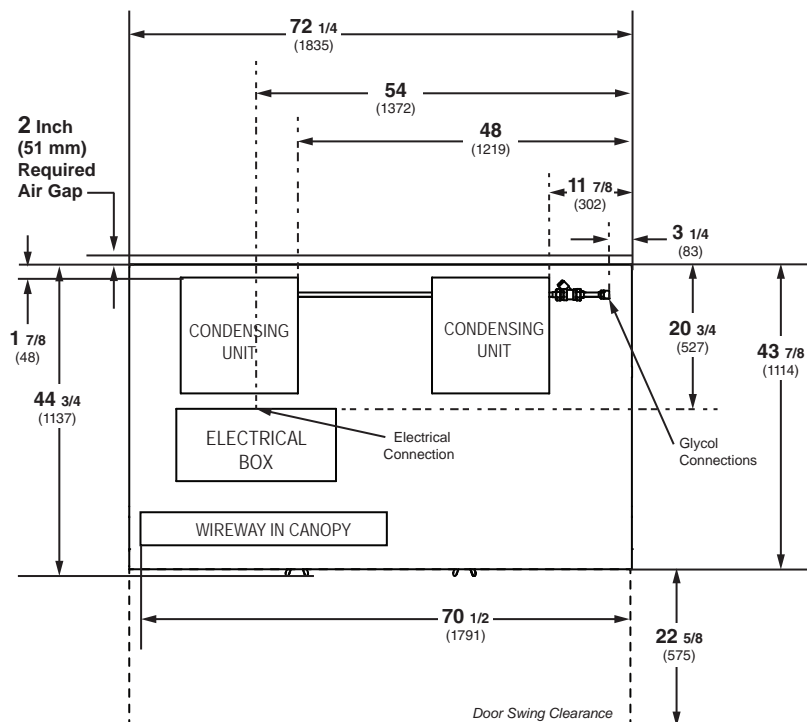 72 1/4
(1835)
54
(1372)
2 Inch
(51 mm)
Required
Air Gap
48
(1219)
11 7/8
(302)
3 1/4
(83)
CONDENSING
UNIT
CONDENSING
UNIT
1 7/8
(48)
20 3/4
(527)
43 7/8
(1114)
44 3/4
(1137)
ELECTRICAL
BOX
Electrical
Connection
Glycol
Connections
WIREWAY IN CANOPY
70 1/2
(1791)
22 5/8
(575)
Door Swing Clearance